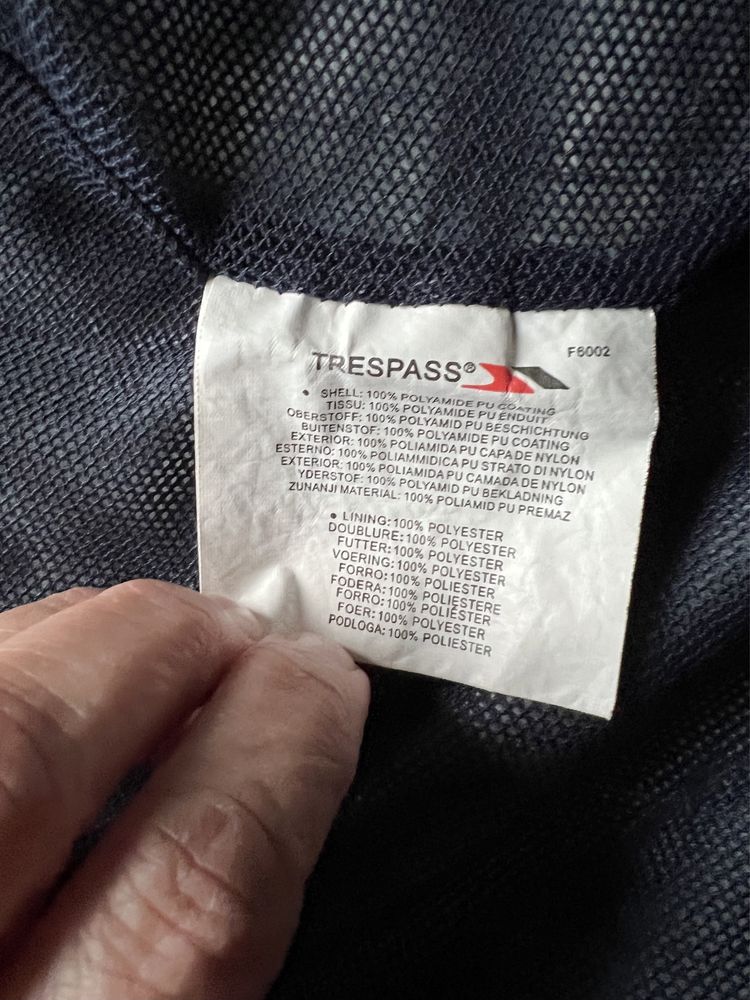 F6002
TRESPASS®
• SHELL: 100% POLYAMIDE PU COATING
TISSU: 100% POLYAMIDE PU ENDUIT
OBERSTOFF: 100% POLYAMID PU BESCHICHTUNG
BUITENSTOF: 100% POLYAMIDE PU COATING
EXTERIOR: 100% POLIAMIDA PU CAPA DE NYLON
ESTERNO: 100% POLIAMMIDICA PU STRATO DI NYLON
EXTERIOR: 100% POLIAMIDA PU CAMADA DE NYLON
YDERSTOF: 100% POLYAMID PU BEKLADNING
ZUNANJI MATERIAL: 100% POLIAMID PU PREMAZ
• LINING: 100% POLYESTER
DOUBLURE: 100% POLYESTER
FUTTER: 100% POLYESTER
VOERING: 100% POLYESTER
FORRO: 100% POLIESTER
FODERA: 100% POLIESTERE
FORRO: 100% POLIÉSTER
FOER: 100% POLYESTER
PODLOGA: 100% POLIESTER